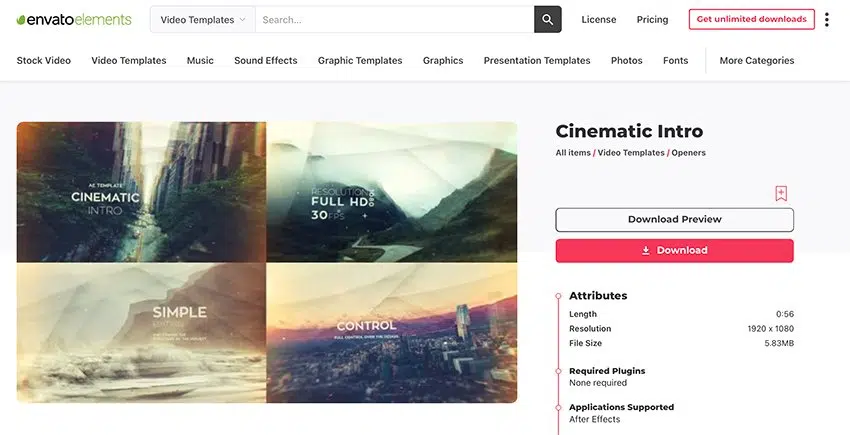 envatoelements
Video Templates
Search...
License
Pricing
Get unlimited downloads
Stock Video
Video Templates
Music
Sound Effects
Graphic Templates
Graphics
Presentation Templates
Photos
Fonts
More Categories
AE TEMPLATE
CINEMATIC
INTRO
RESOLUTION
FULL HD
1080
30FPS
SIMPLE
CONTROL
FULL CONTROL OVER THE DESIGN
Cinematic Intro
All items / Video Templates / Openers
Download Preview
Download
Attributes
Length 0:56
Resolution 1920 x 1080
File Size 5.83MB
Required Plugins
None required
Applications Supported
After Effects